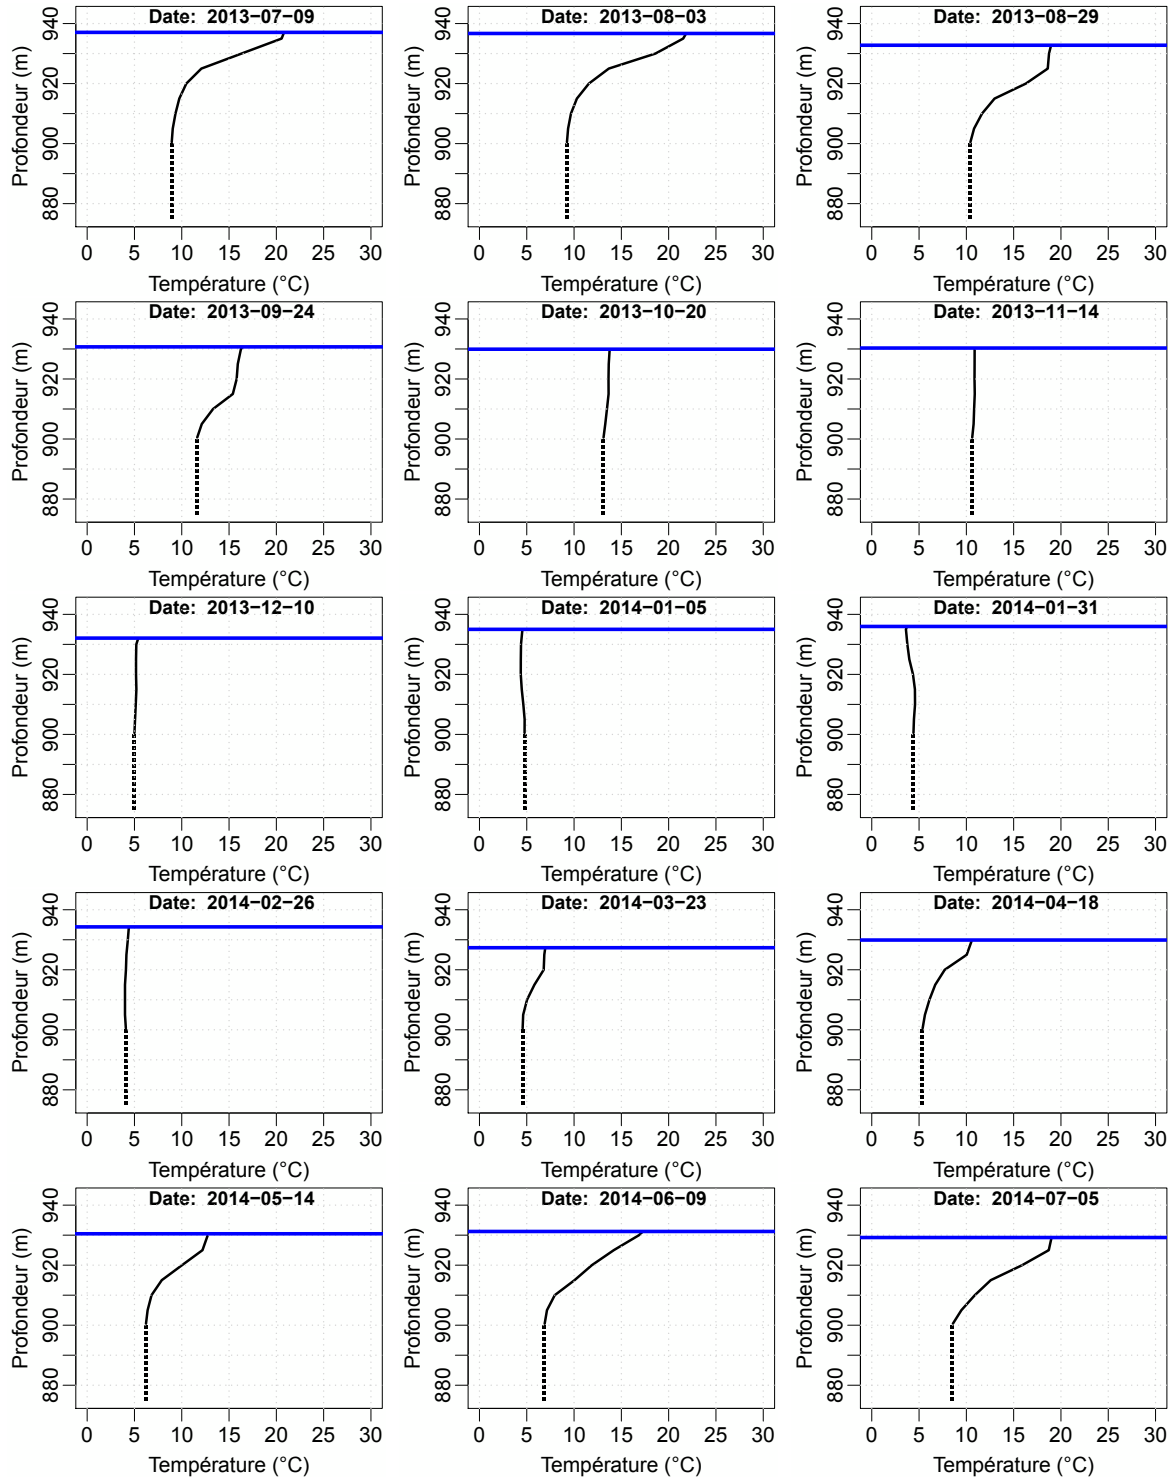 Date: 2013−07−09
Profondeur (m)
880 900 920 940
0 5 10 15 20 25 30
Température (°C)
Date: 2013−08−03
Profondeur (m)
880 900 920 940
0 5 10 15 20 25 30
Température (°C)
Date: 2013−08−29
Profondeur (m)
880 900 920 940
0 5 10 15 20 25 30
Température (°C)
Date: 2013−09−24
Profondeur (m)
880 900 920 940
0 5 10 15 20 25 30
Température (°C)
Date: 2013−10−20
Profondeur (m)
880 900 920 940
0 5 10 15 20 25 30
Température (°C)
Date: 2013−11−14
Profondeur (m)
880 900 920 940
0 5 10 15 20 25 30
Température (°C)
Date: 2013−12−10
Profondeur (m)
880 900 920 940
0 5 10 15 20 25 30
Température (°C)
Date: 2014−01−05
Profondeur (m)
880 900 920 940
0 5 10 15 20 25 30
Température (°C)
Date: 2014−01−31
Profondeur (m)
880 900 920 940
0 5 10 15 20 25 30
Température (°C)
Date: 2014−02−26
Profondeur (m)
880 900 920 940
0 5 10 15 20 25 30
Température (°C)
Date: 2014−03−23
Profondeur (m)
880 900 920 940
0 5 10 15 20 25 30
Température (°C)
Date: 2014−04−18
Profondeur (m)
880 900 920 940
0 5 10 15 20 25 30
Température (°C)
Date: 2014−05−14
Profondeur (m)
880 900 920 940
0 5 10 15 20 25 30
Température (°C)
Date: 2014−06−09
Profondeur (m)
880 900 920 940
0 5 10 15 20 25 30
Température (°C)
Date: 2014−07−05
Profondeur (m)
880 900 920 940
0 5 10 15 20 25 30
Température (°C)